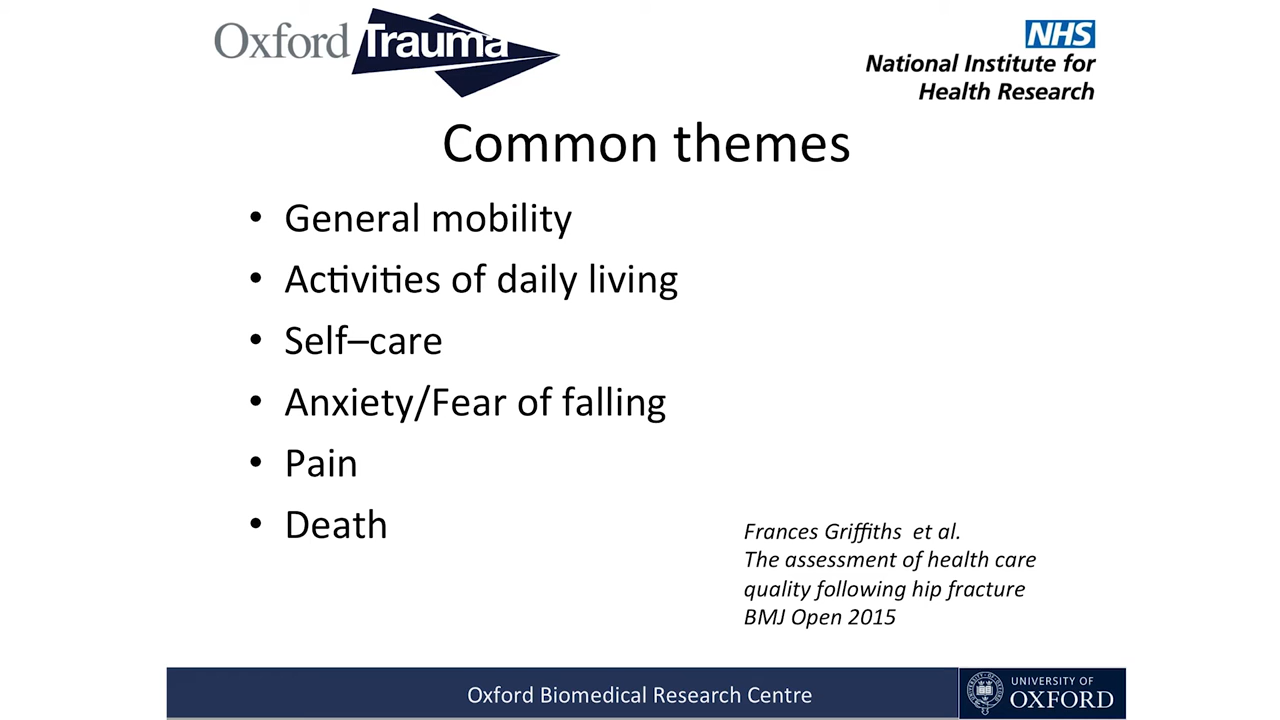 Oxford Trauma
NHS
National Institute for
Health Research
Common themes
• General mobility
• Activities of daily living
• Self–care
• Anxiety/Fear of falling
• Pain
• Death
Frances Griffiths et al.
The assessment of health care
quality following hip fracture
BMJ Open 2015
Oxford Biomedical Research Centre
UNIVERSITY OF
OXFORD